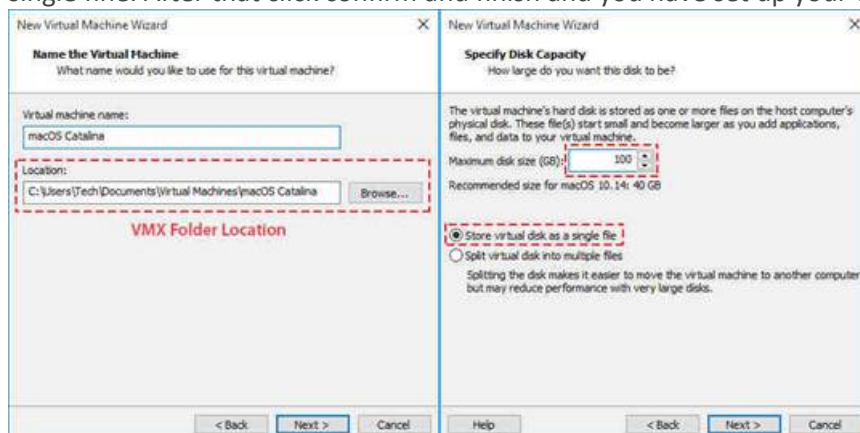 New Virtual Machine Wizard
Name the Virtual Machine
What name would you like to use for this virtual machine?
Virtual machine name:
macOS Catalina
Location:
C:\Users\Tech\Documents\Virtual Machines\macOS Catalina
Browse...
VMX Folder Location
< Back
Next >
Cancel
New Virtual Machine Wizard
Specify Disk Capacity
How large do you want this disk to be?
The virtual machine's hard disk is stored as one or more files on the host computer's
physical disk. These file(s) start small and become larger as you add applications,
files, and data to your virtual machine.
Maximum disk size (GB):
100
Recommended size for macOS 10.14: 40 GB
Store virtual disk as a single file
Split virtual disk into multiple files
Splitting the disk makes it easier to move the virtual machine to another computer
but may reduce performance with very large disks.
Help
< Back
Next >
Cancel